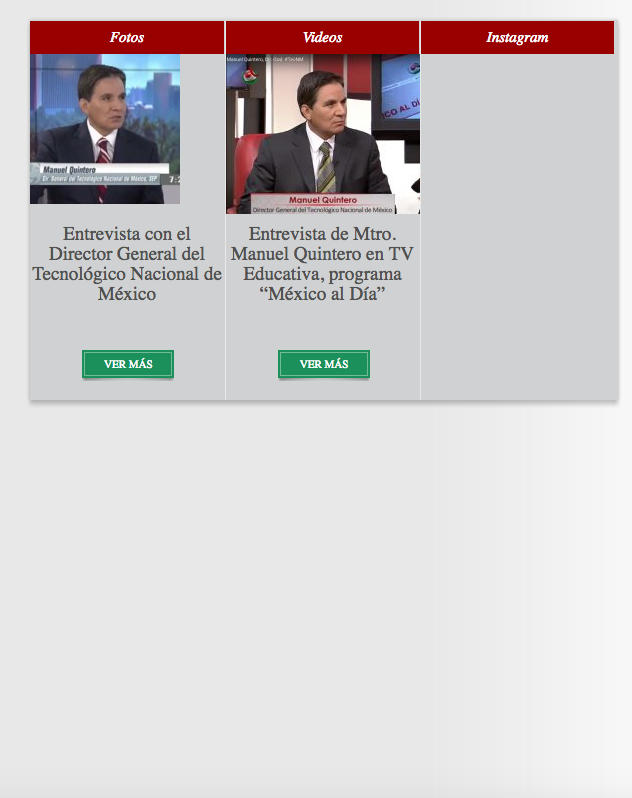 Fotos
Videos
Instagram
Manuel Quintero
Dir. General del Tecnológico Nacional de México, SEP
7:2
Entrevista con el
Director General del
Tecnológico Nacional de
México
VER MÁS
Manuel Quintero, Dir. Gral. #TecNM
CO AL DÍ
Manuel Quintero
Director General del Tecnológico Nacional de México
Entrevista de Mtro.
Manuel Quintero en TV
Educativa, programa
“México al Día”
VER MÁS